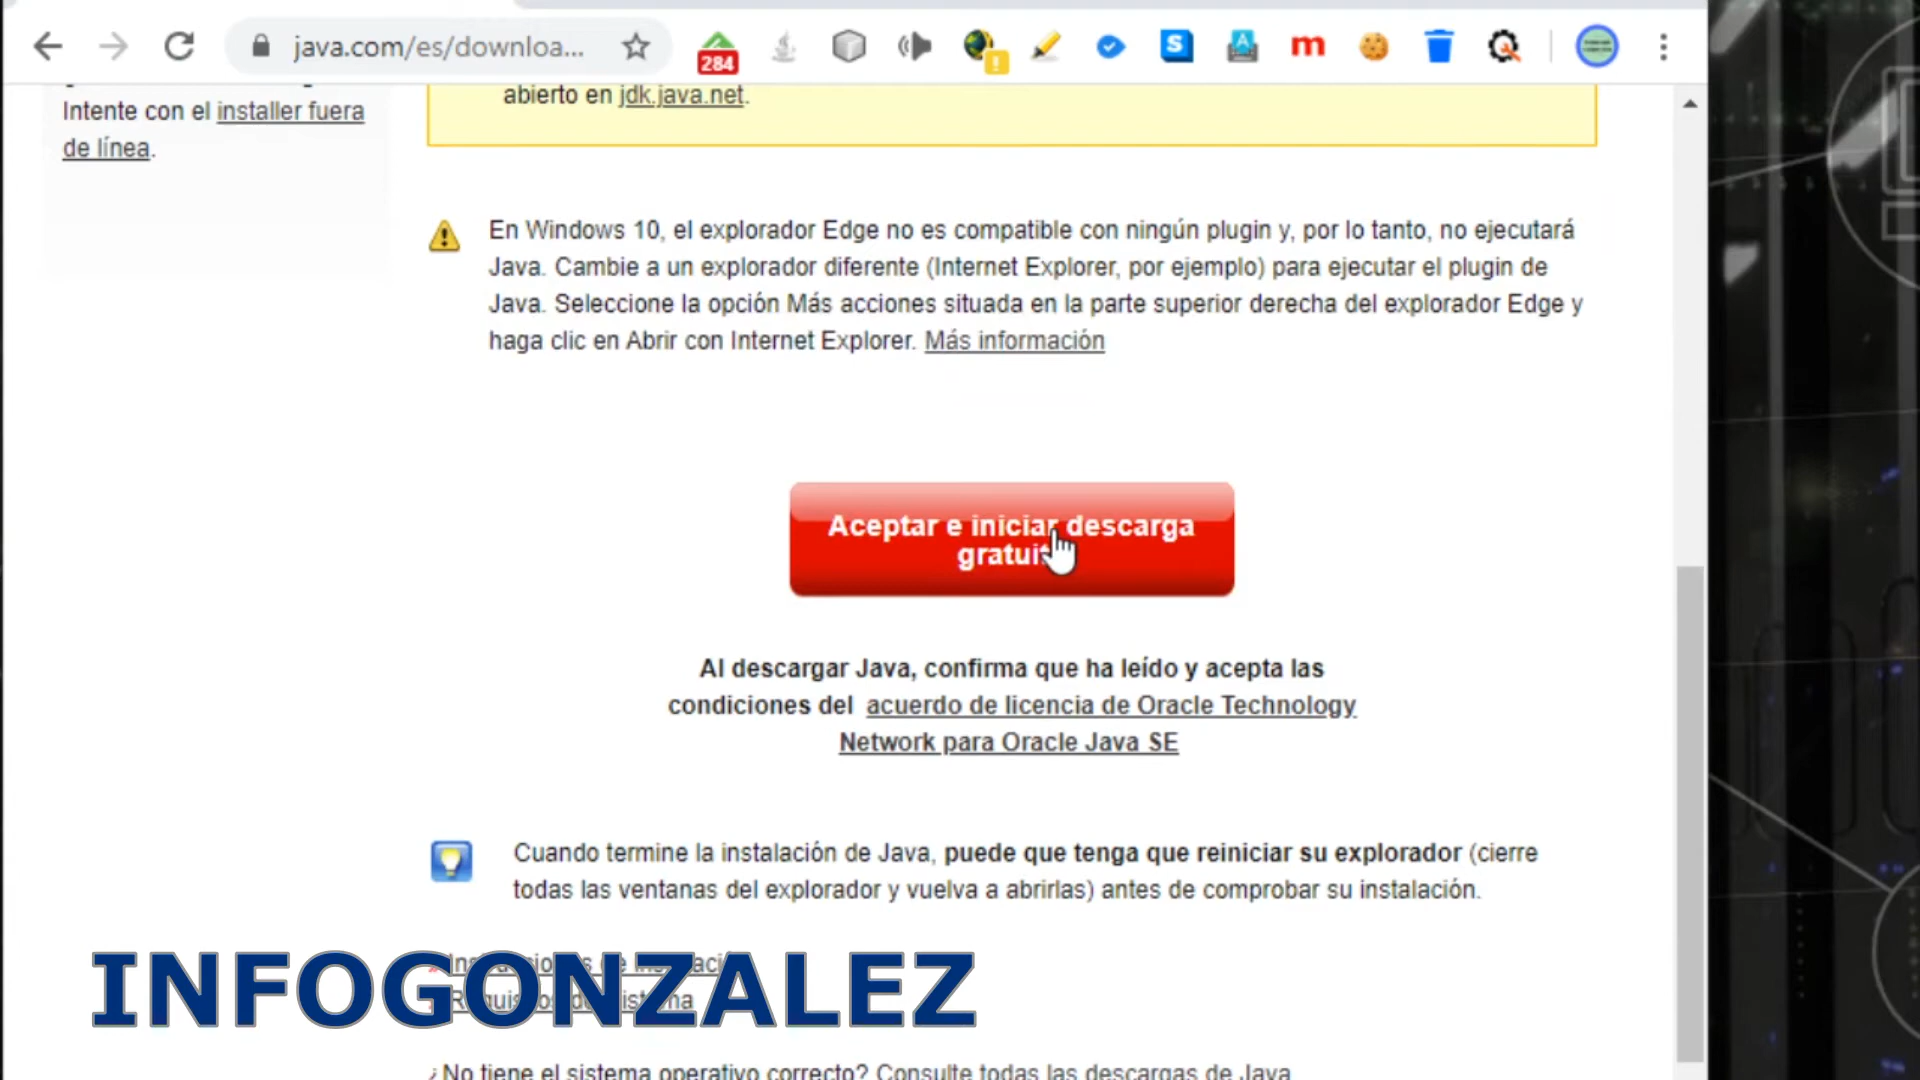 java.com/es/downloa...
284
S
A
m
abierto en jdk.java.net.
Intente con el installer fuera
de línea.
En Windows 10, el explorador Edge no es compatible con ningún plugin y, por lo tanto, no ejecutará
Java. Cambie a un explorador diferente (Internet Explorer, por ejemplo) para ejecutar el plugin de
Java. Seleccione la opción Más acciones situada en la parte superior derecha del explorador Edge y
haga clic en Abrir con Internet Explorer. Más información
Aceptar e iniciar descarga
Al descargar Java, confirma que ha leído y acepta las
condiciones del acuerdo de licencia de Oracle Technology
Network para Oracle Java SE
Cuando termine la instalación de Java, puede que tenga que reiniciar su explorador (cierre
todas las ventanas del explorador y vuelva a abrirlas) antes de comprobar su instalación.
INFOGONZALEZ
¿No tiene el sistema operativo correcto? Consulte todas las descargas de Java